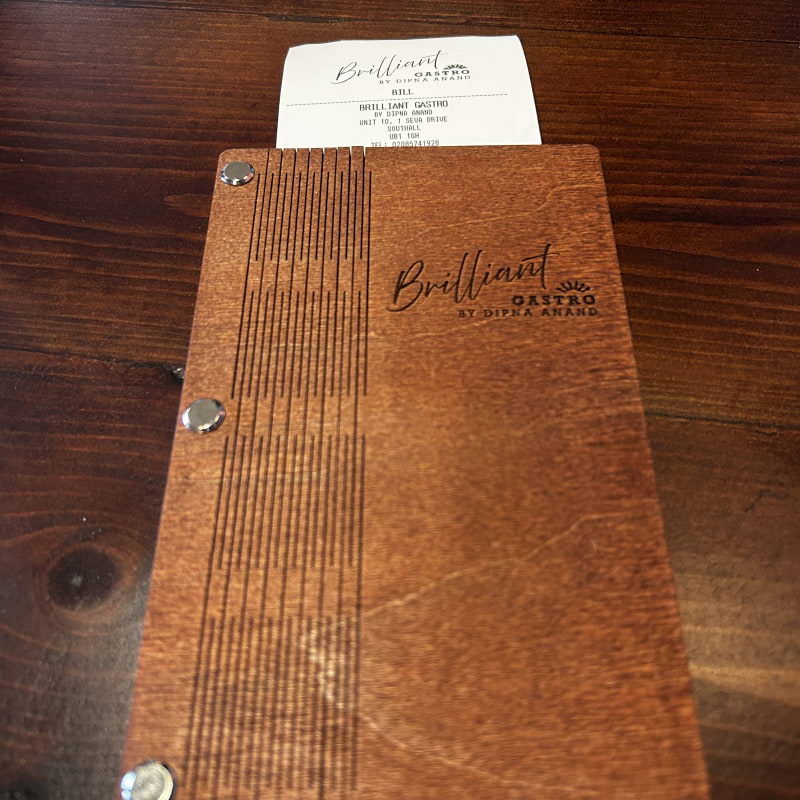 Brilliant
GASTRO
BY DIPNA ANAND
BILL
BRILLIANT GASTRO
BY DIPNA ANAND
UNIT 10, 1 SEVA DRIVE
SOUTHALL
UB1 1GH
TEL: 02085741928
Brilliant
GASTRO
BY DIPNA ANAND